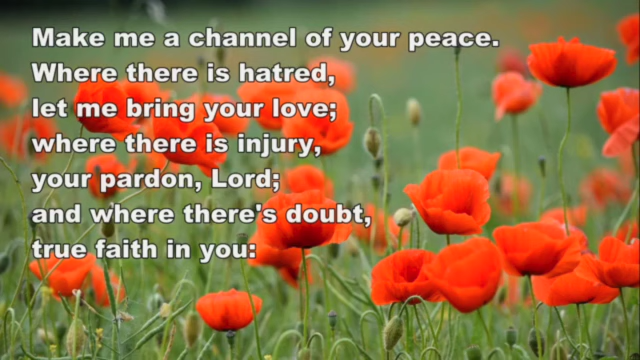 Make me a channel of your peace.
Where there is hatred,
let me bring your love;
where there is injury,
your pardon, Lord;
and where there's doubt,
true faith in you: